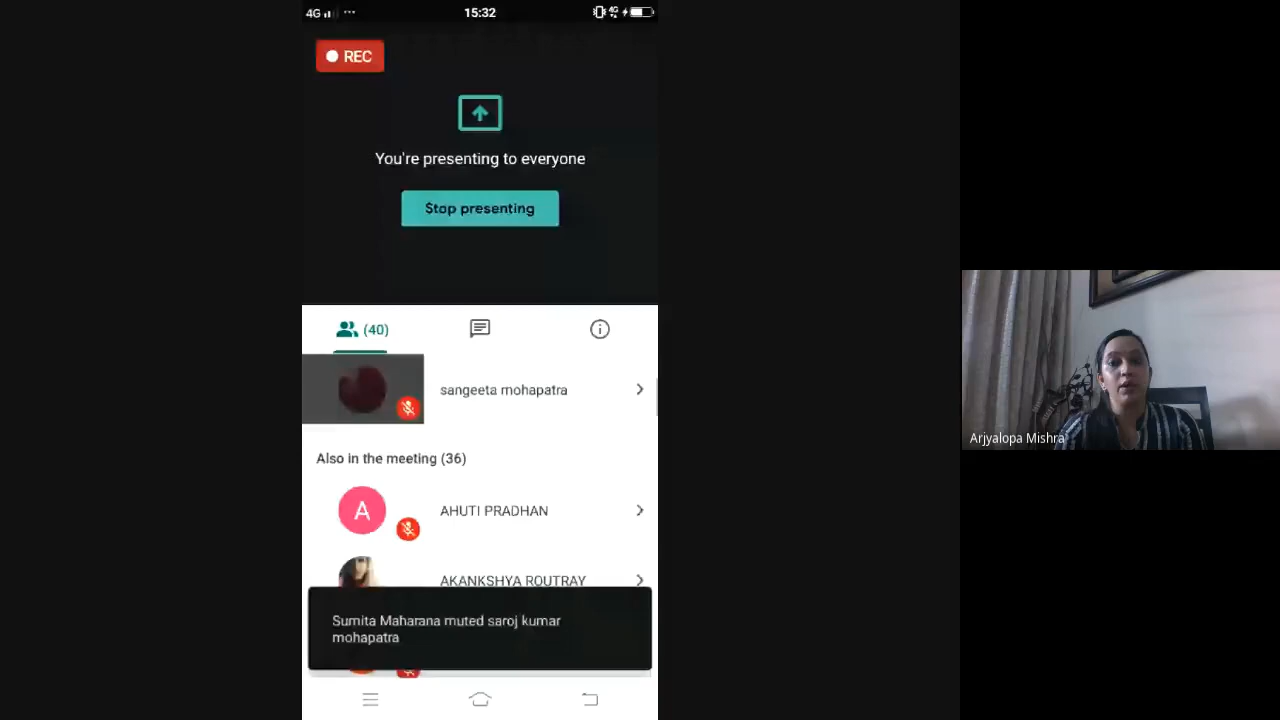 4G
15:32
4G
REC
You're presenting to everyone
Stop presenting
(40)
sangeeta mohapatra
Also in the meeting (36)
A
AHUTI PRADHAN
AKANKSHYA ROUTRAY
Sumita Maharana muted saroj kumar
mohapatra
Arjyalopa Mishra